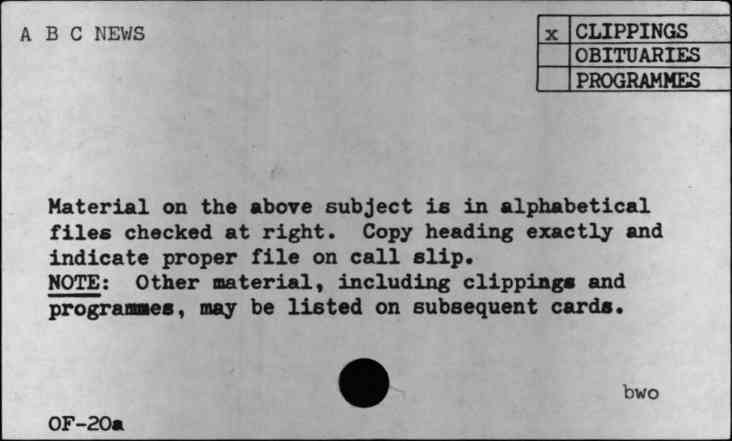 A B C NEWS
x CLIPPINGS
OBITUARIES
PROGRAMMES
Material on the above subject is in alphabetical
files checked at right. Copy heading exactly and
indicate proper file on call slip.
NOTE: Other material, including clippings and
programmes, may be listed on subsequent cards.
bwo
OF-20a